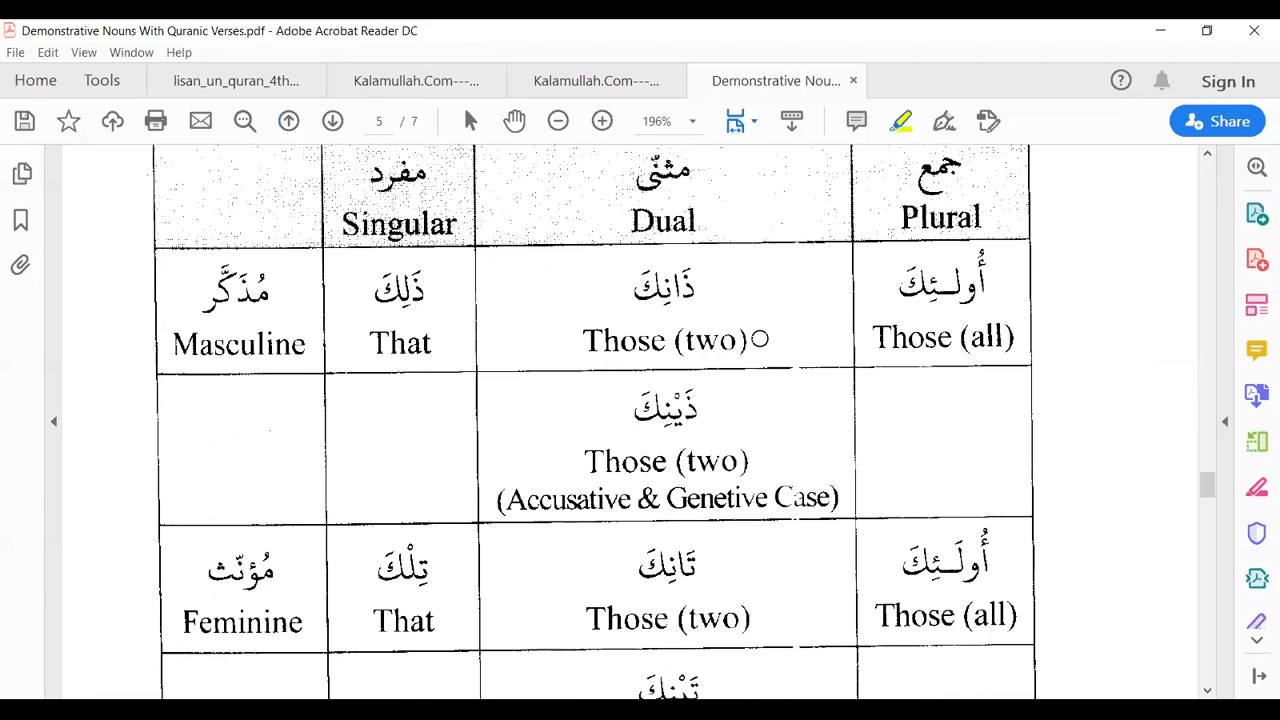 Demonstrative Nouns With Quranic Verses.pdf - Adobe Acrobat Reader DC
File Edit View Window Help
Home Tools lisan_un_quran_4th... Kalamullah.Com---... Kalamullah.Com---... Demonstrative Nou... × Sign In
5 / 7 196% Share
مفرد مثنّى جمع
Singular Dual Plural
مُذَكَّر ذَلِكَ ذَانِكَ أُولـئِكَ
Masculine That Those (two) Those (all)
ذَيْنِكَ
Those (two)
(Accusative & Genetive Case)
مُؤنّث تِلْكَ تَانِكَ أُولَـئِكَ
Feminine That Those (two) Those (all)
تَيْنِكَ